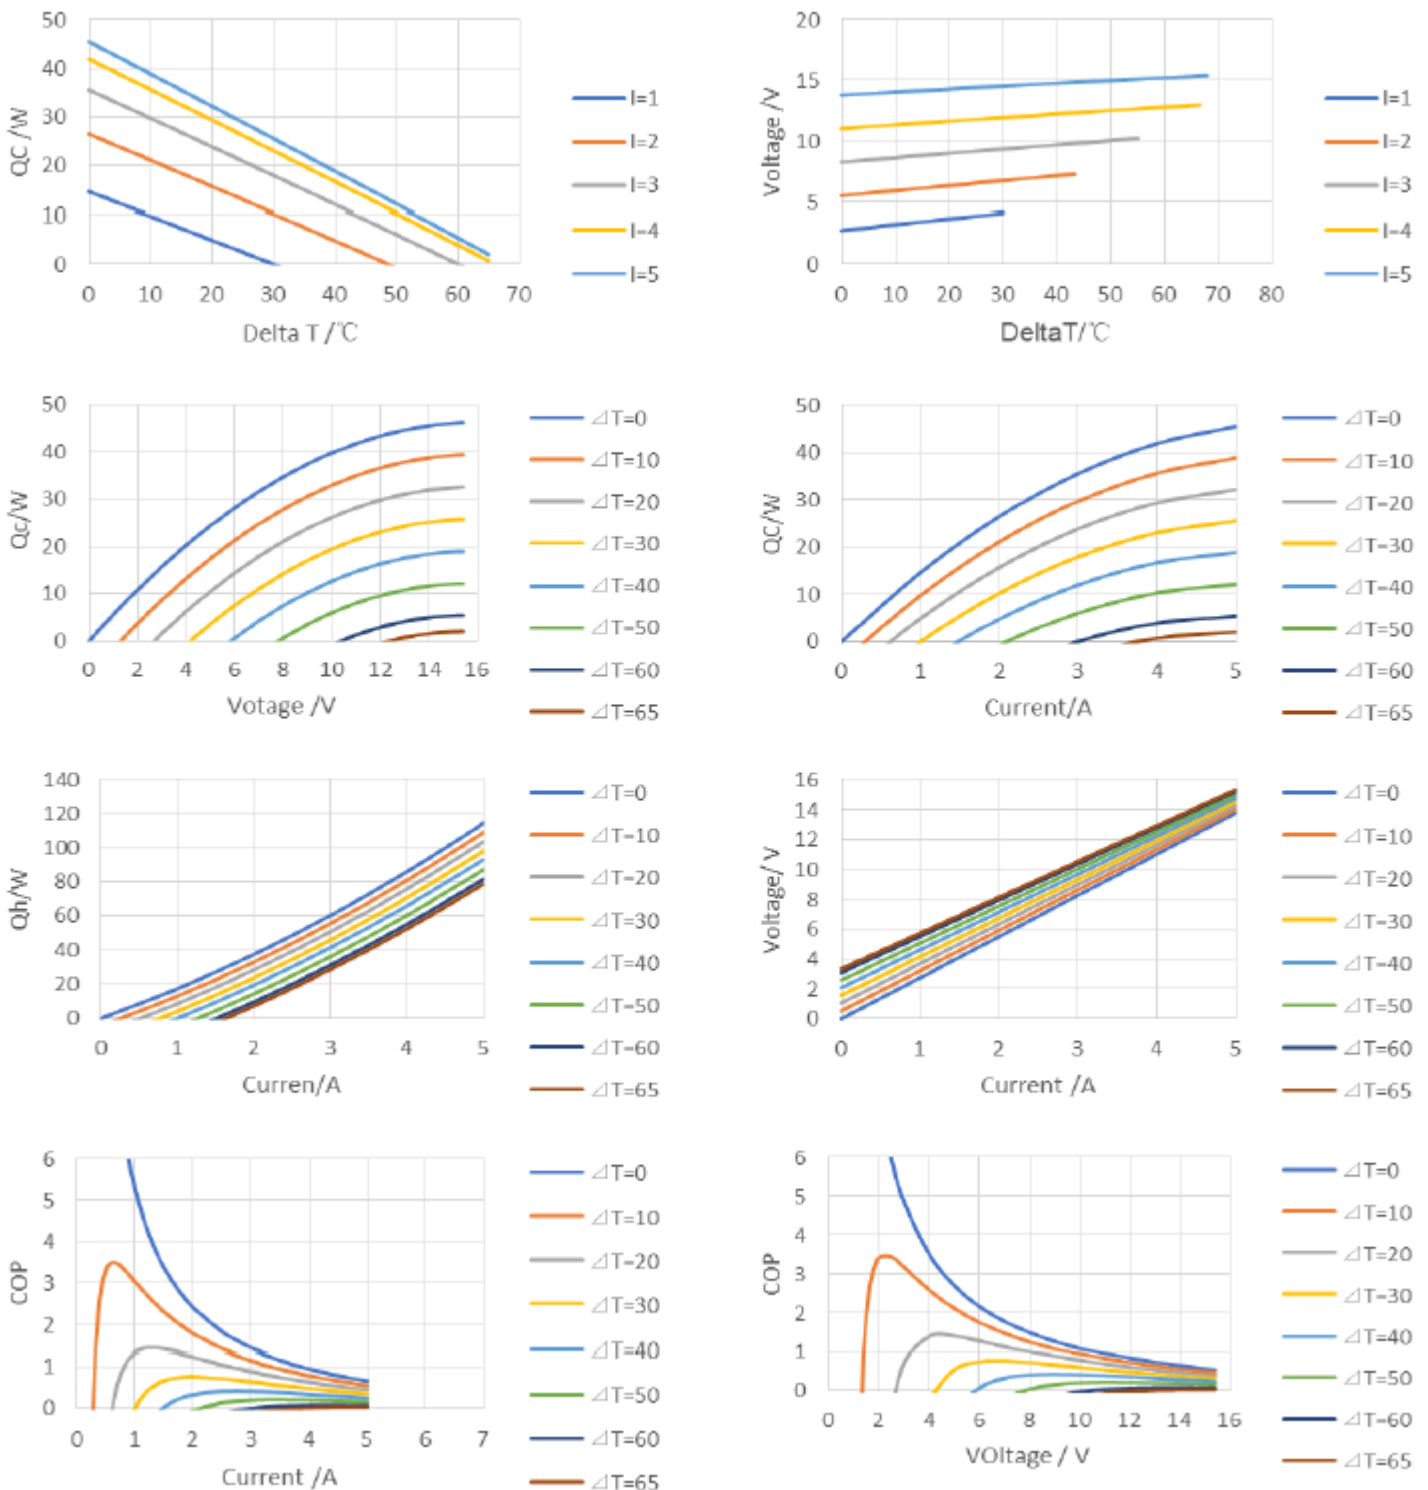 50
40
30
20
10
0
QC /W
0 10 20 30 40 50 60 70
Delta T /℃
I=1
I=2
I=3
I=4
I=5
20
15
10
5
0
Voltage /V
0 10 20 30 40 50 60 70 80
DeltaT/℃
I=1
I=2
I=3
I=4
I=5
50
40
30
20
10
0
Qc/W
0 2 4 6 8 10 12 14 16
Votage /V
⊿T=0
⊿T=10
⊿T=20
⊿T=30
⊿T=40
⊿T=50
⊿T=60
⊿T=65
50
40
30
20
10
0
QC/W
0 1 2 3 4 5
Current/A
⊿T=0
⊿T=10
⊿T=20
⊿T=30
⊿T=40
⊿T=50
⊿T=60
⊿T=65
140
120
100
80
60
40
20
0
Qh/W
0 1 2 3 4 5
Curren/A
⊿T=0
⊿T=10
⊿T=20
⊿T=30
⊿T=40
⊿T=50
⊿T=60
⊿T=65
16
14
12
10
8
6
4
2
0
Voltage/ V
0 1 2 3 4 5
Current /A
⊿T=0
⊿T=10
⊿T=20
⊿T=30
⊿T=40
⊿T=50
⊿T=60
⊿T=65
6
5
4
3
2
1
0
COP
0 1 2 3 4 5 6 7
Current /A
⊿T=0
⊿T=10
⊿T=20
⊿T=30
⊿T=40
⊿T=50
⊿T=60
⊿T=65
6
5
4
3
2
1
0
COP
0 2 4 6 8 10 12 14 16
VOltage / V
⊿T=0
⊿T=10
⊿T=20
⊿T=30
⊿T=40
⊿T=50
⊿T=60
⊿T=65